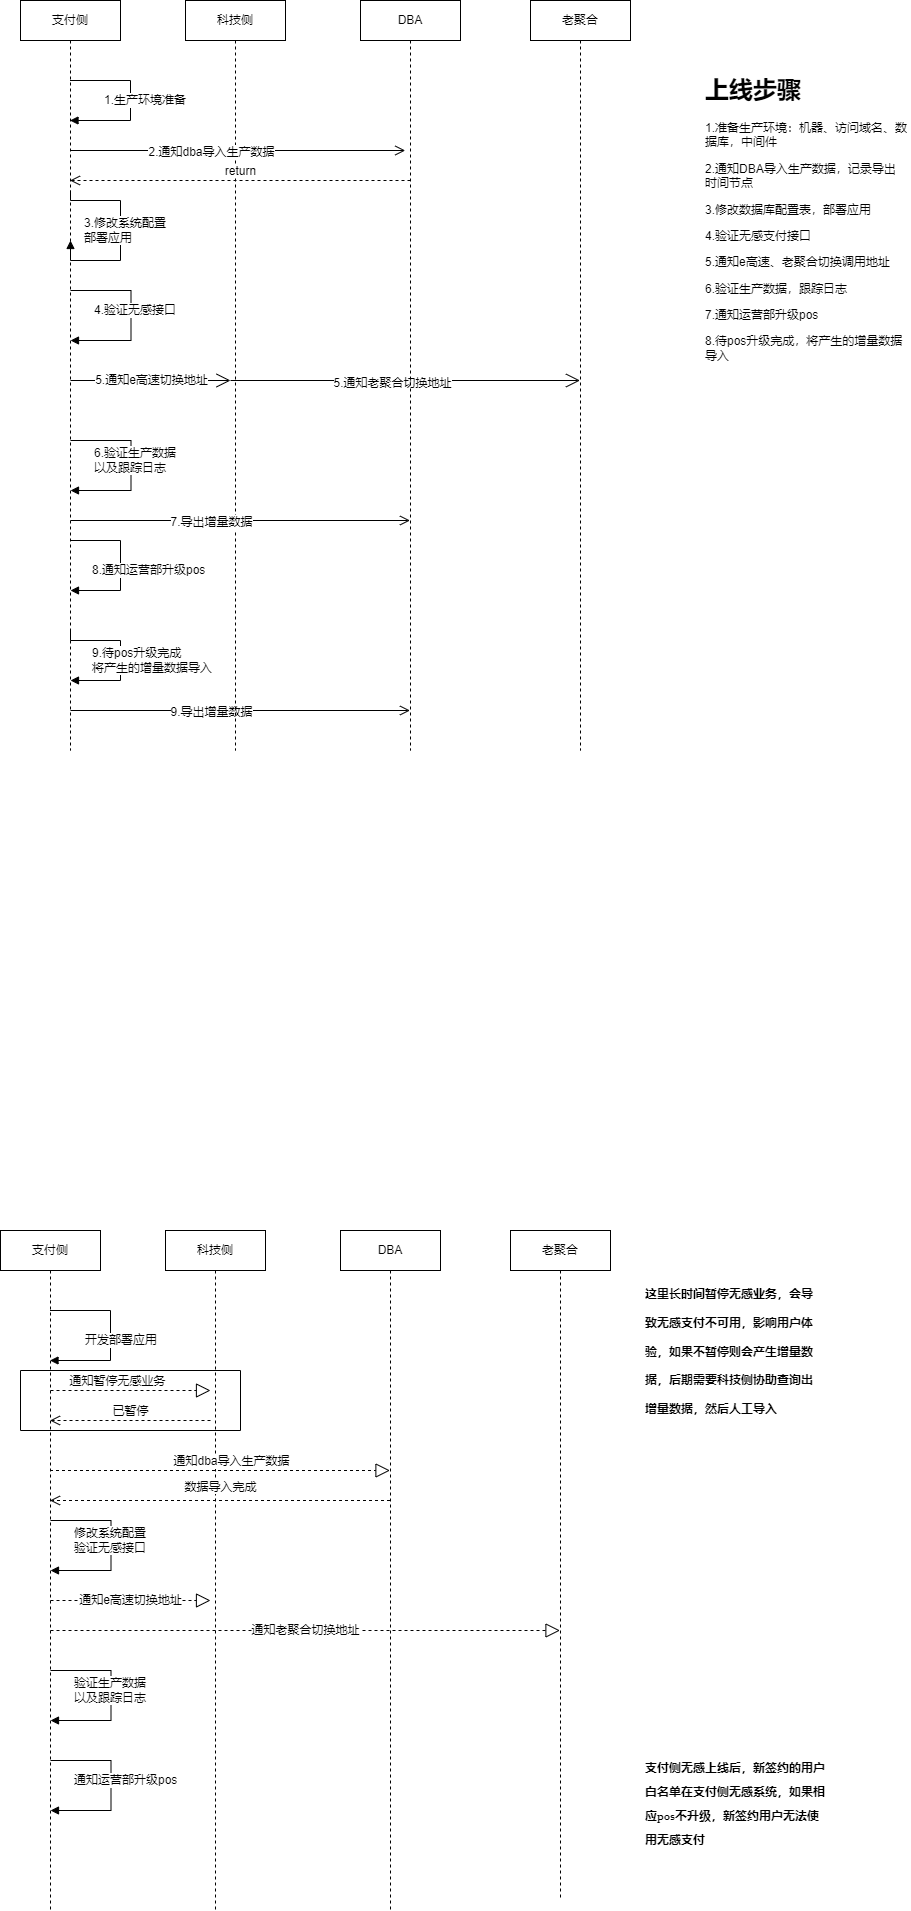 支付侧
科技侧
DBA
老聚合
1.生产环境准备
2.通知dba导入生产数据
return
3.修改系统配置
部署应用
4.验证无感接口
5.通知e高速切换地址
5.通知老聚合切换地址
6.验证生产数据
以及跟踪日志
7.导出增量数据
8.通知运营部升级pos
9.待pos升级完成
将产生的增量数据导入
9.导出增量数据
上线步骤
1.准备生产环境：机器、访问域名、数
据库，中间件
2.通知DBA导入生产数据，记录导出
时间节点
3.修改数据库配置表，部署应用
4.验证无感支付接口
5.通知e高速、老聚合切换调用地址
6.验证生产数据，跟踪日志
7.通知运营部升级pos
8.待pos升级完成，将产生的增量数据
导入
支付侧
科技侧
DBA
老聚合
开发部署应用
通知暂停无感业务
已暂停
通知dba导入生产数据
数据导入完成
修改系统配置
验证无感接口
通知e高速切换地址
通知老聚合切换地址
验证生产数据
以及跟踪日志
通知运营部升级pos
这里长时间暂停无感业务，会导
致无感支付不可用，影响用户体
验，如果不暂停则会产生增量数
据，后期需要科技侧协助查询出
增量数据，然后人工导入
支付侧无感上线后，新签约的用户
白名单在支付侧无感系统，如果相
应pos不升级，新签约用户无法使
用无感支付